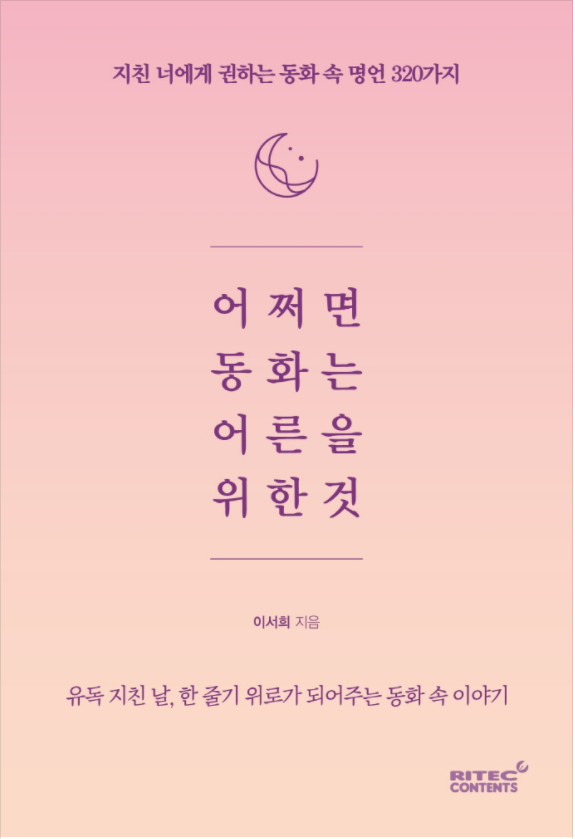 지친 너에게 권하는 동화 속 명언 320가지
어쩌면
동화는
어른을
위한것
이서희 지음
유독 지친 날, 한 줄기 위로가 되어주는 동화 속 이야기
RITEC
CONTENTS